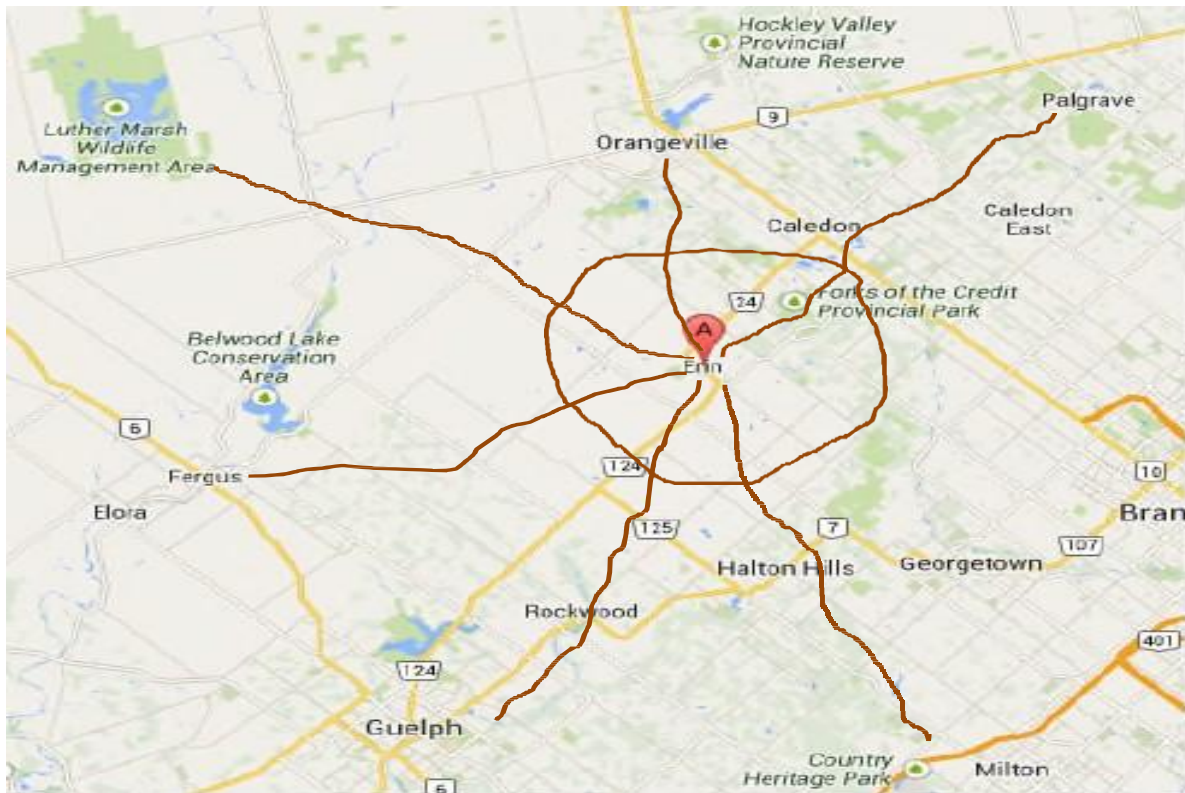 Hockley Valley
Provincial
Nature Reserve
Palgrave
9
Luther Marsh
Wildlife
Management Area
Orangeville
Caledon
East
Caledon
24
Forks of the Credit
Provincial Park
A
Erin
Belwood Lake
Conservation
Area
6
124
10
Fergus
Elora
Bran
125
7
107
Halton Hills
Georgetown
Rockwood
401
124
Guelph
Country
Heritage Park
Milton
6